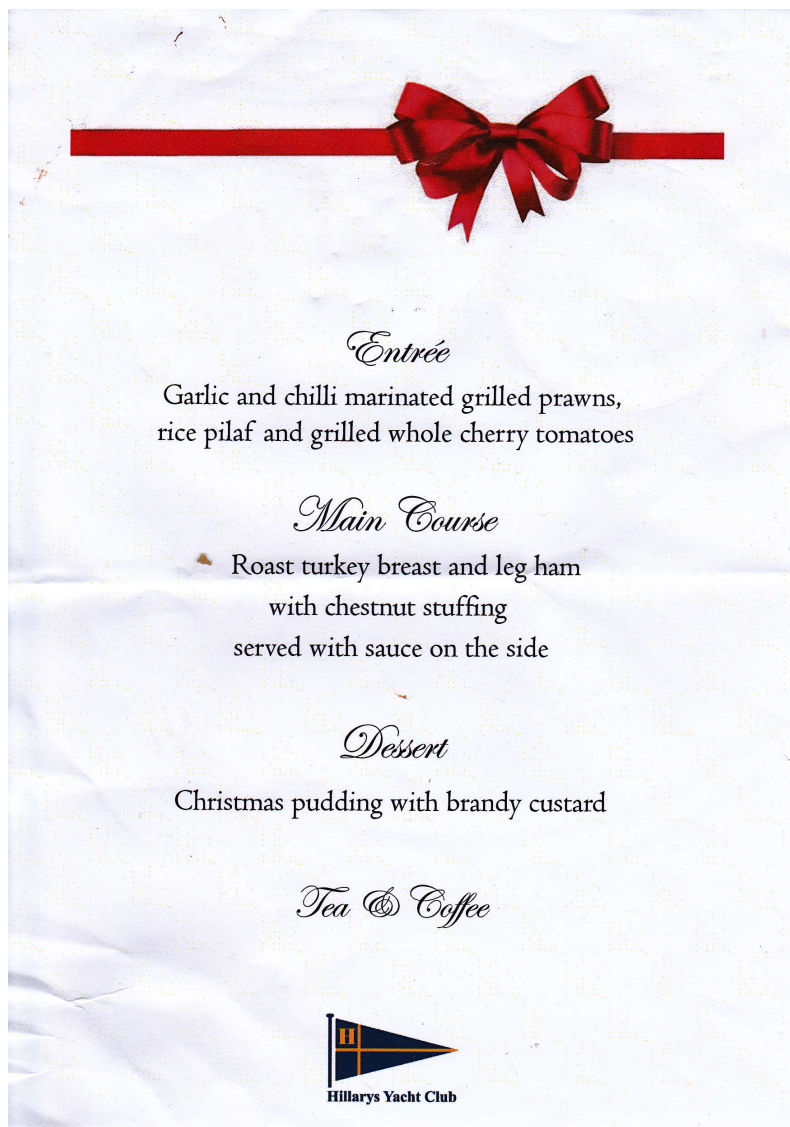 Entrée
Garlic and chilli marinated grilled prawns,
rice pilaf and grilled whole cherry tomatoes
Main Course
Roast turkey breast and leg ham
with chestnut stuffing
served with sauce on the side
Dessert
Christmas pudding with brandy custard
Tea & Coffee
H
Hillarys Yacht Club